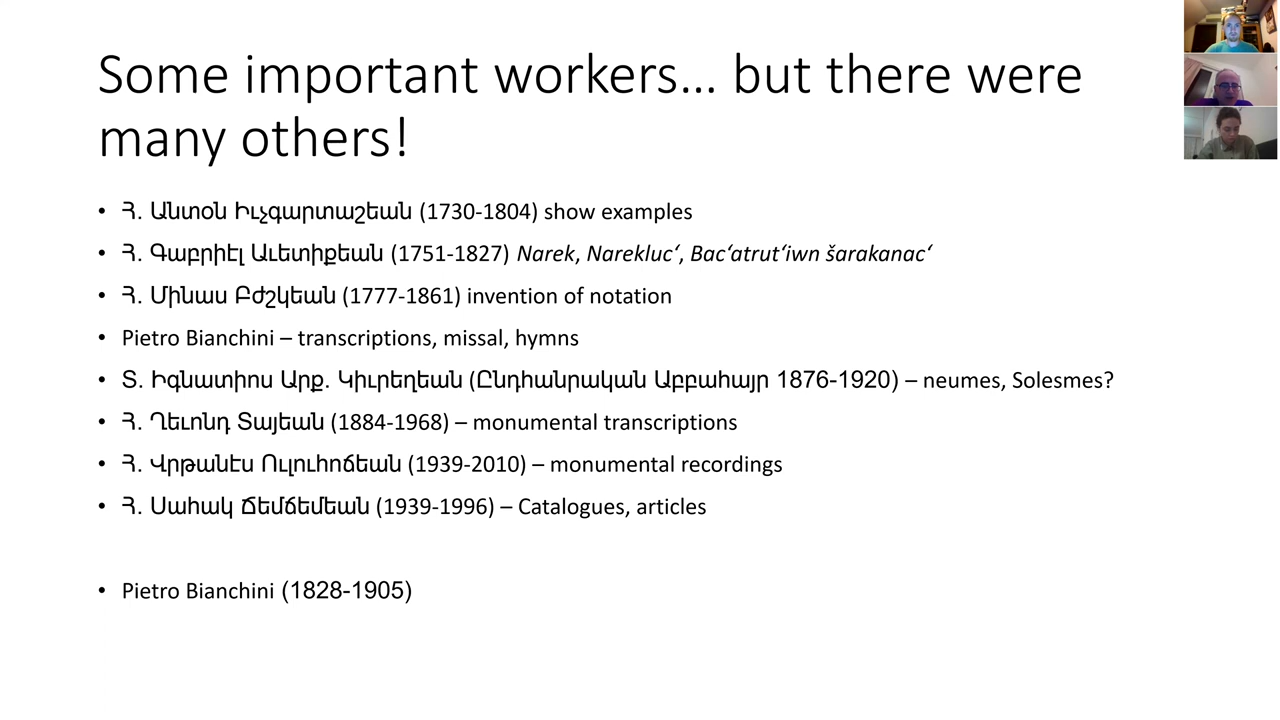 Some important workers… but there were
many others!
• Հ. Անտօն Իւչգարտաշեան (1730-1804) show examples
• Հ. Գաբրիէլ Աւետիքեան (1751-1827) Narek, Narekluc‘, Bac‘atrut‘iwn šarakanac‘
• Հ. Մինաս Բժշկեան (1777-1861) invention of notation
• Pietro Bianchini – transcriptions, missal, hymns
• Տ. Իգնատիոս Արք. Կիւրեղեան (Ընդհանրական Աբբահայր 1876-1920) – neumes, Solesmes?
• Հ. Ղեւոնդ Տայեան (1884-1968) – monumental transcriptions
• Հ. Վրթանէս Ուլուհոճեան (1939-2010) – monumental recordings
• Հ. Սահակ Ճեմճեմեան (1939-1996) – Catalogues, articles
• Pietro Bianchini (1828-1905)